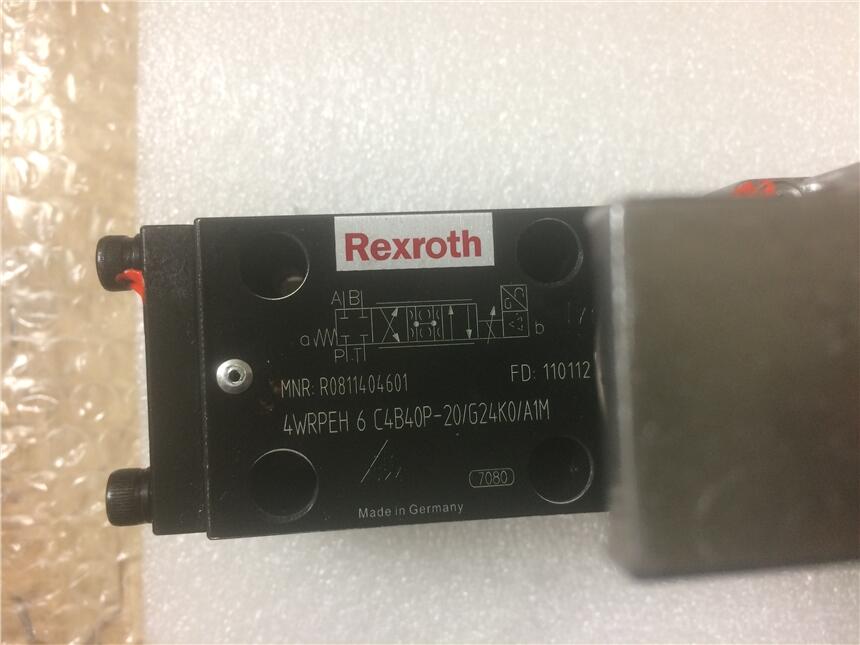 Rexroth
A B
a
b
P T
MNR: R0811404601
FD: 110112
4WRPEH 6 C4B40P-20/G24K0/A1M
7080
Made in Germany